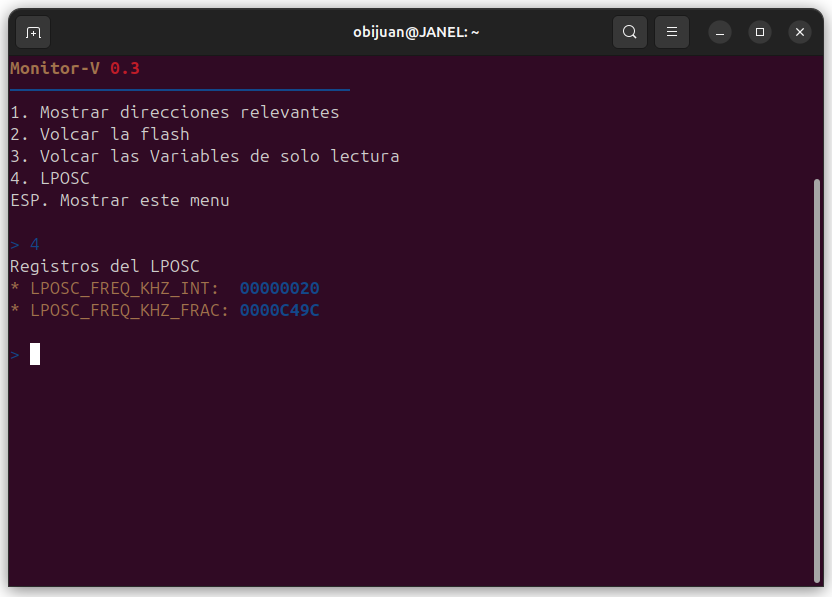 obijuan@JANEL: ~
Monitor-V 0.3
1. Mostrar direcciones relevantes
2. Volcar la flash
3. Volcar las Variables de solo lectura
4. LPOSC
ESP. Mostrar este menu
> 4
Registros del LPOSC
* LPOSC_FREQ_KHZ_INT:  00000020
* LPOSC_FREQ_KHZ_FRAC: 0000C49C
>